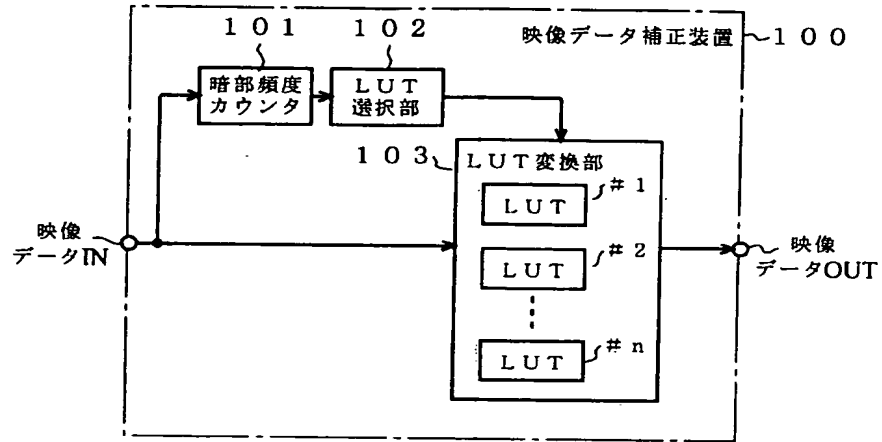 101
102
映像データ補正装置
100
暗部頻度
カウンタ
LUT
選択部
103
LUT変換部
LUT
#1
LUT
#2
LUT
#n
映像
データIN
映像
データOUT